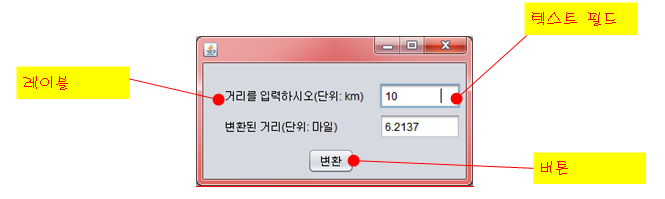 텍스트 필드
레이블
거리를 입력하시오(단위: km) 10
변환된 거리(단위: 마일) 6.2137
변환
버튼